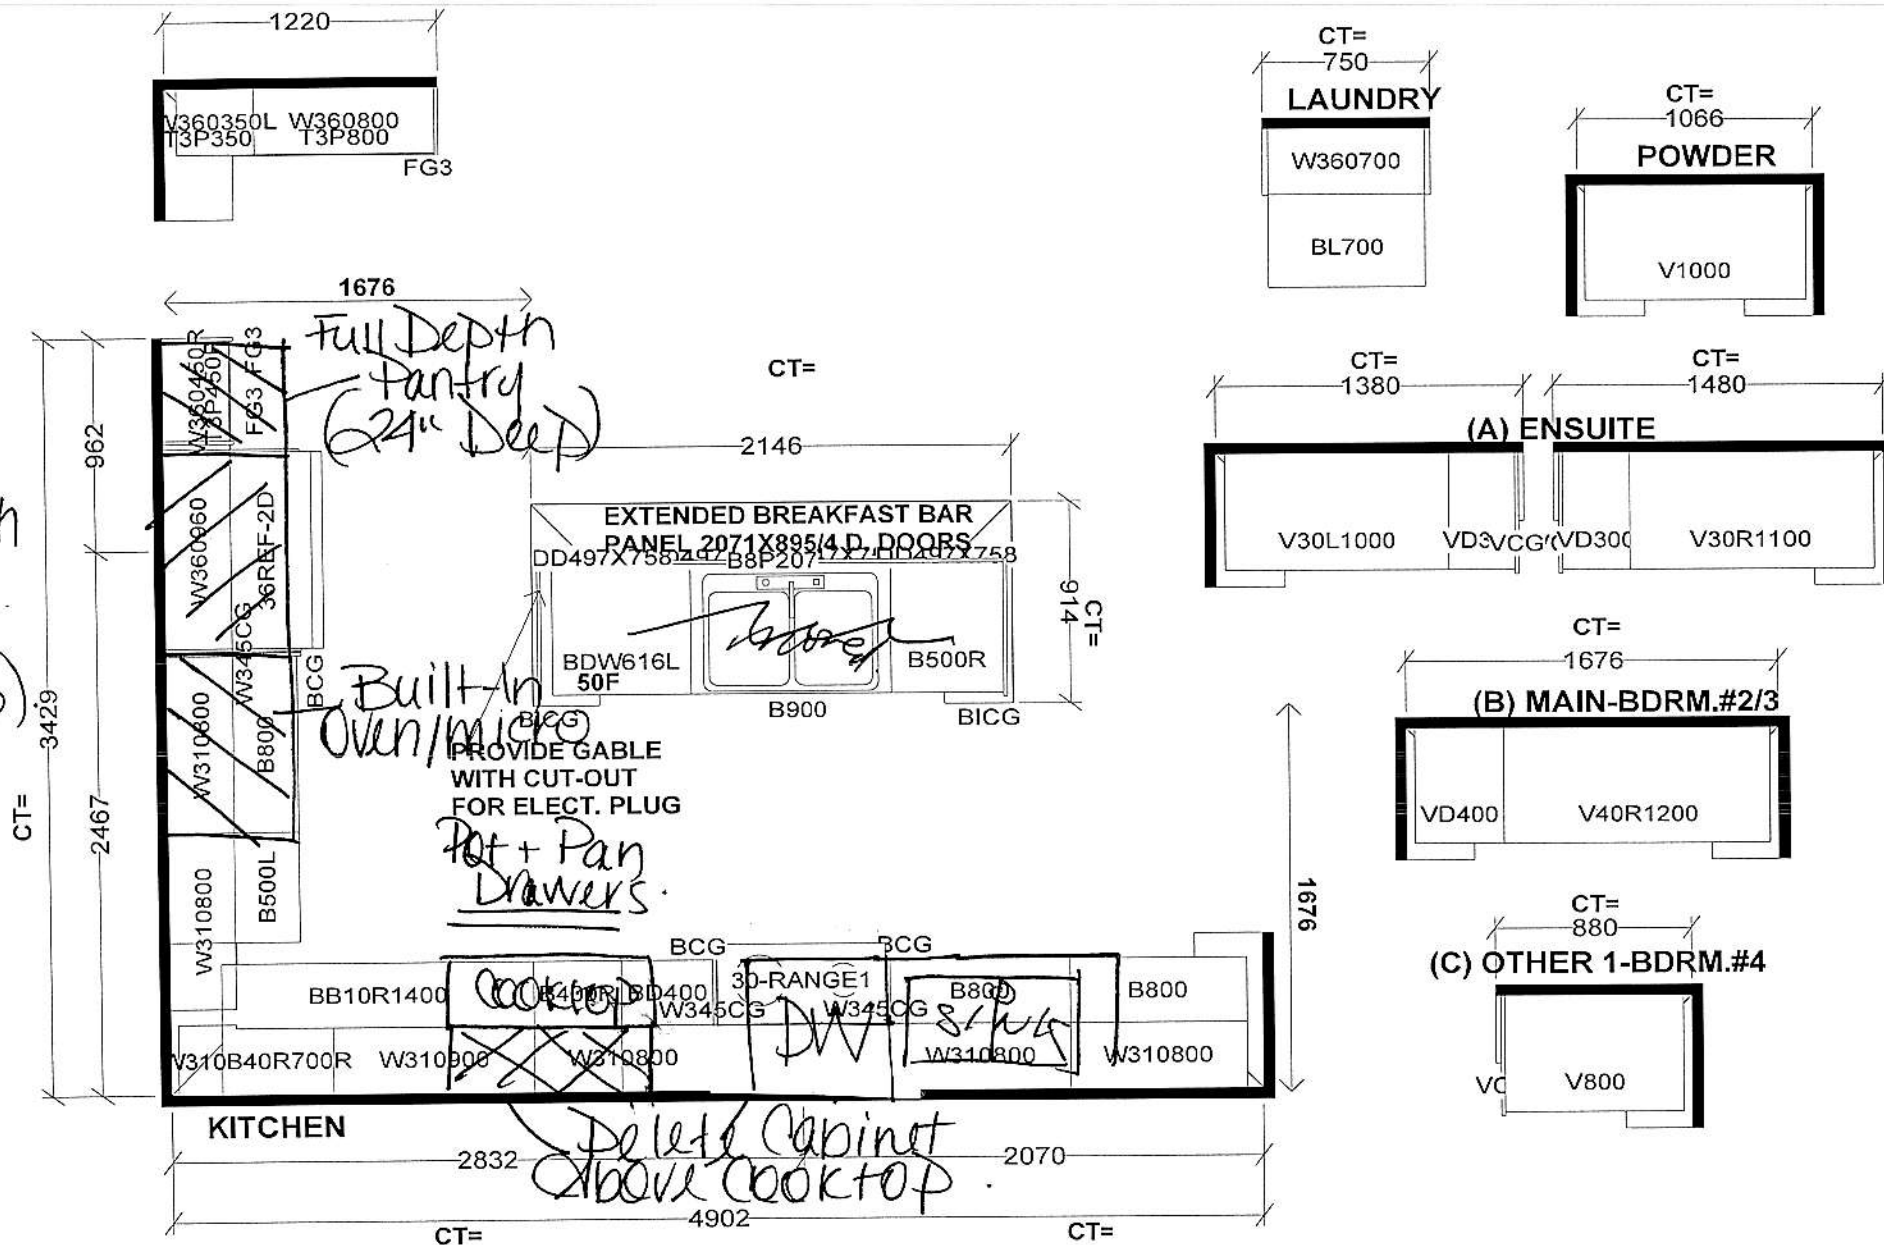 1220
W360350L W360800
T3P350 T3P800
FG3
CT=
750
LAUNDRY
W360700
BL700
CT=
1066
POWDER
V1000
1676
Full Depth
Pantry
(24" Deep)
W360450R
T3P450R
FG3
FG3
962
2467
3429
CT=
W360960
36REF-2D
W345CG
BCG
W310800
B800
Built-In
Oven/micro
W310800
B500L
CT=
2146
EXTENDED BREAKFAST BAR
PANEL 2071X895/4 D. DOORS
DD497X758
DD497X758
B8P207
914
CT=
BDW616L
50F
B500R
B900
BICG
BICG
PROVIDE GABLE
WITH CUT-OUT
FOR ELECT. PLUG
Pot + Pan
Drawers.
1676
BCG
BCG
BB10R1400
Cooktop
B400R
BD400
30-RANGE1
B800
B800
W345CG
W345CG
DW
SINK
W310B40R700R
W310900
W310800
W310800
W310800
KITCHEN
Delete Cabinet
Above Cooktop.
2832
2070
4902
CT=
CT=
CT=
1380
CT=
1480
(A) ENSUITE
V30L1000
VD3
VCG
VD300
V30R1100
CT=
1676
(B) MAIN-BDRM.#2/3
VD400
V40R1200
CT=
880
(C) OTHER 1-BDRM.#4
VC
V800